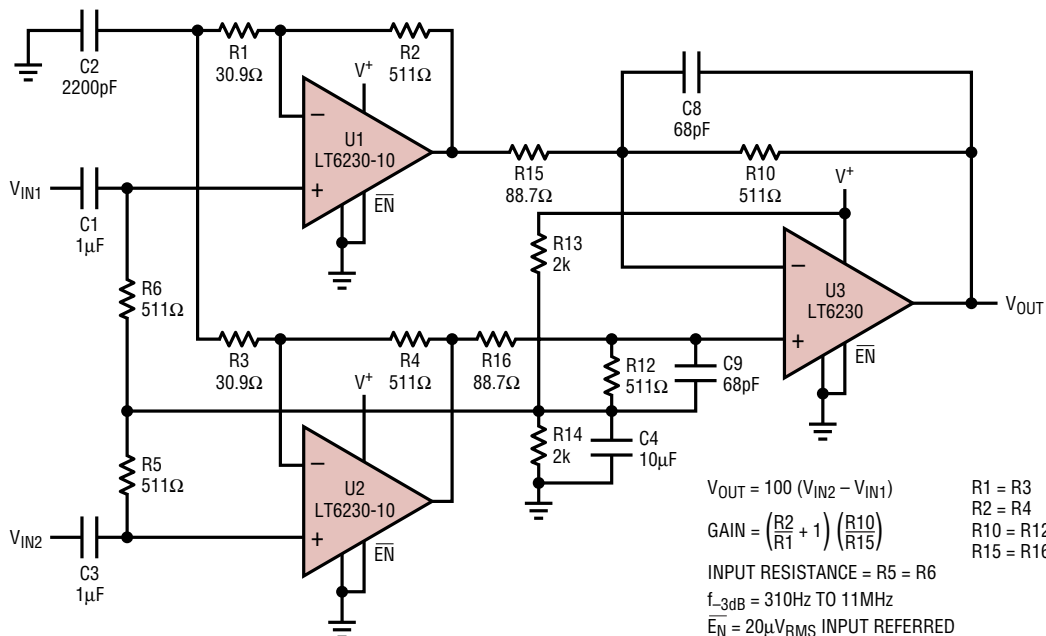 C2
2200pF
R1
30.9Ω
R2
511Ω
V+
−
U1
LT6230-10
+
EN
VIN1
C1
1µF
R15
88.7Ω
C8
68pF
R10
511Ω
V+
R13
2k
−
U3
LT6230
+
EN
VOUT
R6
511Ω
R3
30.9Ω
R4
511Ω
R16
88.7Ω
R12
511Ω
C9
68pF
V+
R14
2k
C4
10µF
R5
511Ω
−
U2
LT6230-10
+
EN
VIN2
C3
1µF
VOUT = 100 (VIN2 – VIN1)
GAIN = (R2/R1 + 1) (R10/R15)
INPUT RESISTANCE = R5 = R6
f–3dB = 310Hz TO 11MHz
EN = 20µVRMS INPUT REFERRED
R1 = R3
R2 = R4
R10 = R12
R15 = R16